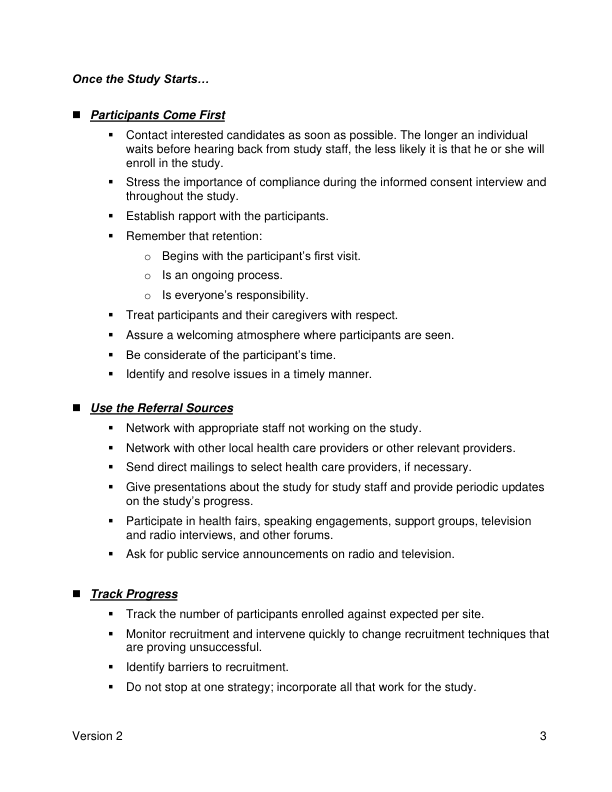 Once the Study Starts…
■ Participants Come First
▪ Contact interested candidates as soon as possible. The longer an individual
waits before hearing back from study staff, the less likely it is that he or she will
enroll in the study.
▪ Stress the importance of compliance during the informed consent interview and
throughout the study.
▪ Establish rapport with the participants.
▪ Remember that retention:
o Begins with the participant’s first visit.
o Is an ongoing process.
o Is everyone’s responsibility.
▪ Treat participants and their caregivers with respect.
▪ Assure a welcoming atmosphere where participants are seen.
▪ Be considerate of the participant’s time.
▪ Identify and resolve issues in a timely manner.
■ Use the Referral Sources
▪ Network with appropriate staff not working on the study.
▪ Network with other local health care providers or other relevant providers.
▪ Send direct mailings to select health care providers, if necessary.
▪ Give presentations about the study for study staff and provide periodic updates
on the study’s progress.
▪ Participate in health fairs, speaking engagements, support groups, television
and radio interviews, and other forums.
▪ Ask for public service announcements on radio and television.
■ Track Progress
▪ Track the number of participants enrolled against expected per site.
▪ Monitor recruitment and intervene quickly to change recruitment techniques that
are proving unsuccessful.
▪ Identify barriers to recruitment.
▪ Do not stop at one strategy; incorporate all that work for the study.
Version 2 3